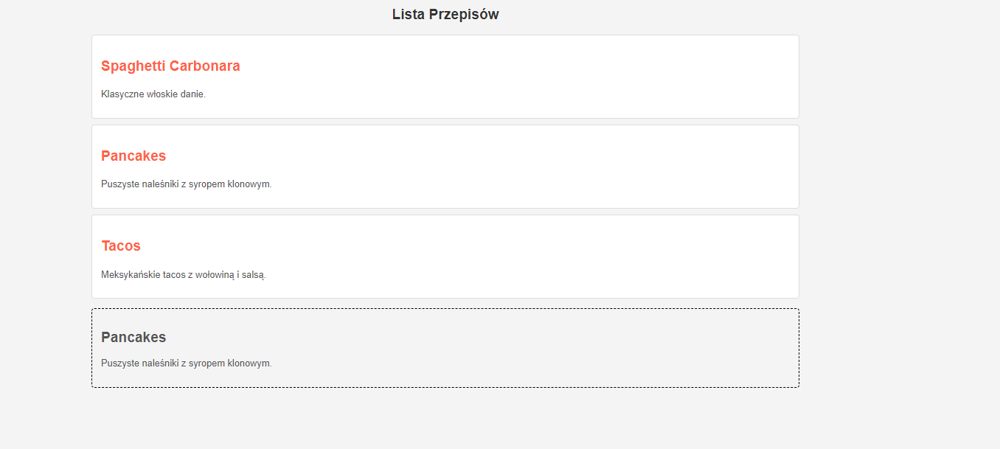 Lista Przepisów
Spaghetti Carbonara
Klasyczne włoskie danie.
Pancakes
Puszyste naleśniki z syropem klonowym.
Tacos
Meksykańskie tacos z wołowiną i salsą.
Pancakes
Puszyste naleśniki z syropem klonowym.